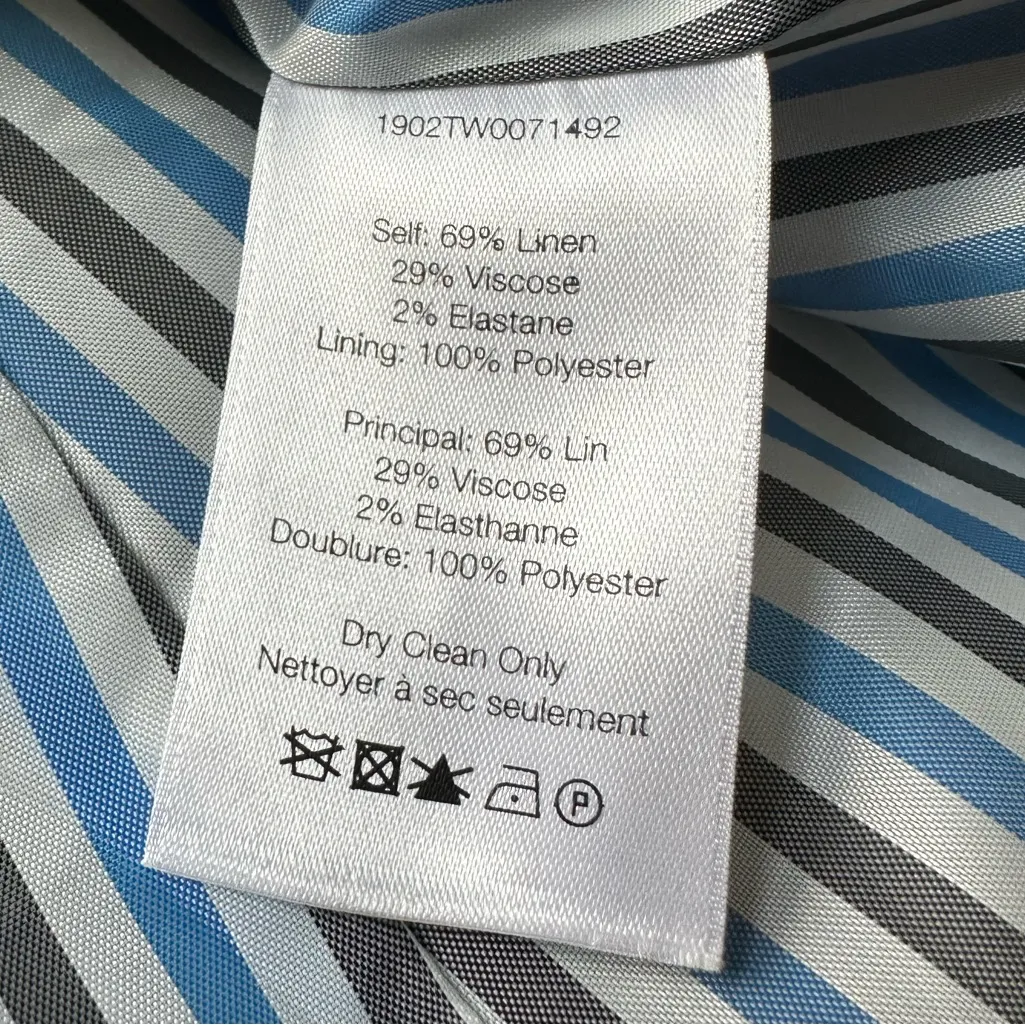 1902TW0071492
Self: 69% Linen
29% Viscose
2% Elastane
Lining: 100% Polyester
Principal: 69% Lin
29% Viscose
2% Elasthanne
Doublure: 100% Polyester
Dry Clean Only
Nettoyer à sec seulement
P